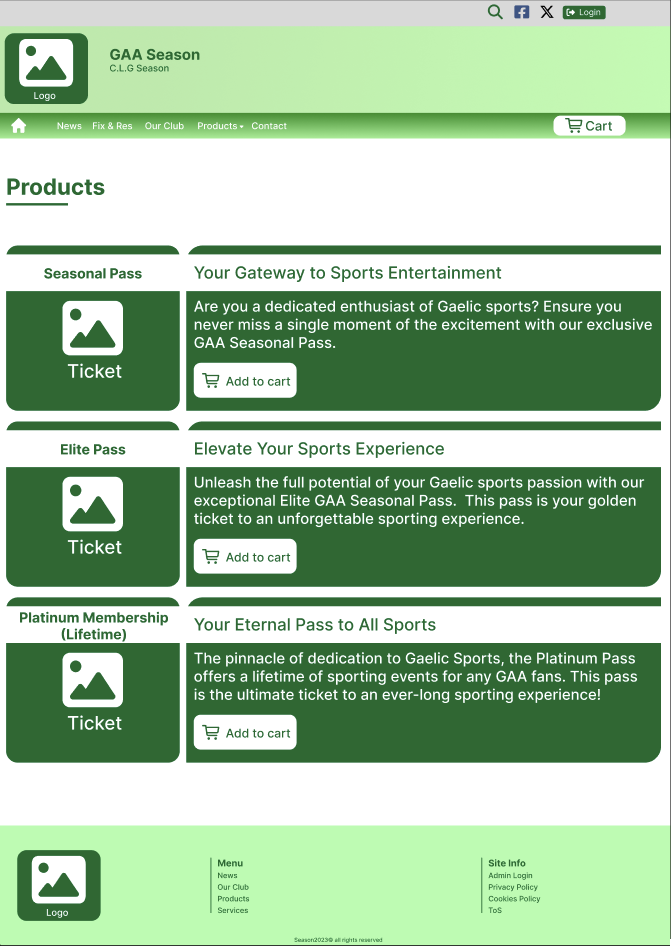 Login
GAA Season
C.L.G Season
Logo
News Fix & Res Our Club Products Contact
Cart
Products
Seasonal Pass
Ticket
Your Gateway to Sports Entertainment
Are you a dedicated enthusiast of Gaelic sports? Ensure you
never miss a single moment of the excitement with our exclusive
GAA Seasonal Pass.
Add to cart
Elite Pass
Ticket
Elevate Your Sports Experience
Unleash the full potential of your Gaelic sports passion with our
exceptional Elite GAA Seasonal Pass.  This pass is your golden
ticket to an unforgettable sporting experience.
Add to cart
Platinum Membership
(Lifetime)
Ticket
Your Eternal Pass to All Sports
The pinnacle of dedication to Gaelic Sports, the Platinum Pass
offers a lifetime of sporting events for any GAA fans. This pass
is the ultimate ticket to an ever-long sporting experience!
Add to cart
Logo
Menu
News
Our Club
Products
Services
Site Info
Admin Login
Privacy Policy
Cookies Policy
ToS
Season2023© all rights reserved